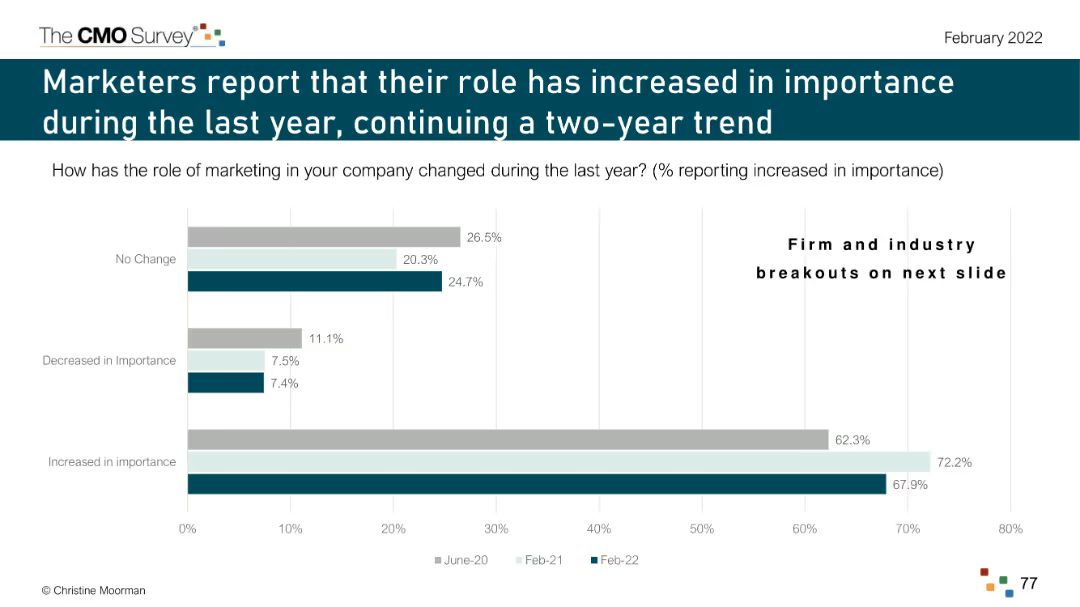 The CMO Survey
February 2022
Marketers report that their role has increased in importance
during the last year, continuing a two-year trend
How has the role of marketing in your company changed during the last year? (% reporting increased in importance)
Firm and industry
breakouts on next slide
No Change
26.5%
20.3%
24.7%
Decreased in Importance
11.1%
7.5%
7.4%
Increased in importance
62.3%
72.2%
67.9%
0% 10% 20% 30% 40% 50% 60% 70% 80%
June-20 Feb-21 Feb-22
© Christine Moorman
77